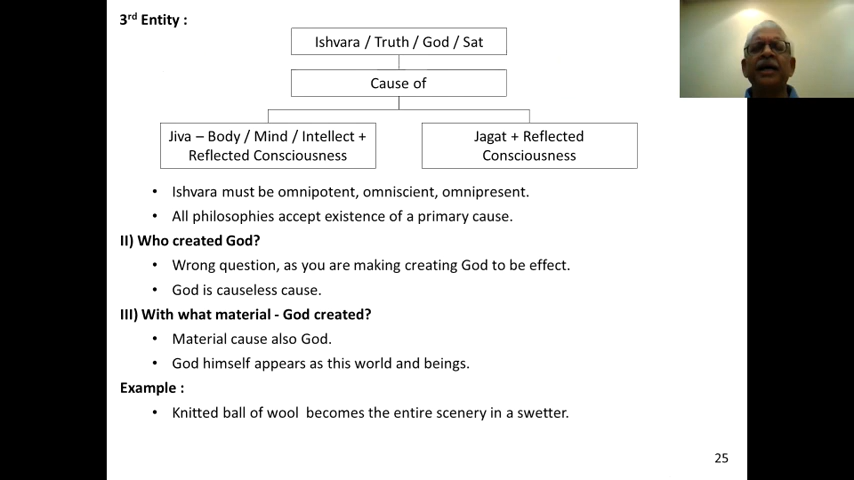 3rd Entity :
Ishvara / Truth / God / Sat
Cause of
Jiva – Body / Mind / Intellect +
Reflected Consciousness
Jagat + Reflected
Consciousness
• Ishvara must be omnipotent, omniscient, omnipresent.
• All philosophies accept existence of a primary cause.
II) Who created God?
• Wrong question, as you are making creating God to be effect.
• God is causeless cause.
III) With what material - God created?
• Material cause also God.
• God himself appears as this world and beings.
Example :
• Knitted ball of wool becomes the entire scenery in a swetter.
25